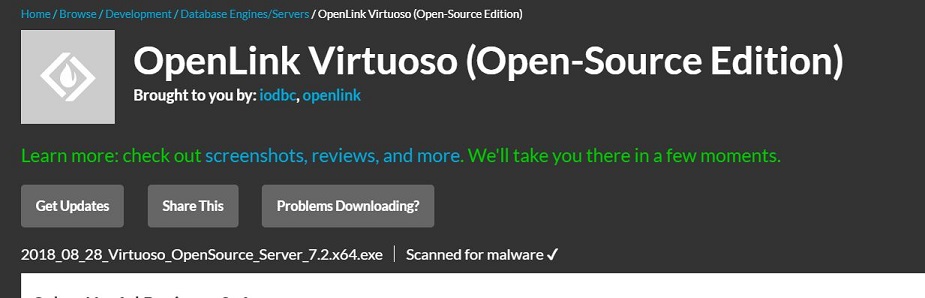 Home / Browse / Development / Database Engines/Servers / OpenLink Virtuoso (Open-Source Edition)
OpenLink Virtuoso (Open-Source Edition)
Brought to you by: iodbc, openlink
Learn more: check out screenshots, reviews, and more. We'll take you there in a few moments.
Get Updates Share This Problems Downloading?
2018_08_28_Virtuoso_OpenSource_Server_7.2.x64.exe | Scanned for malware ✓